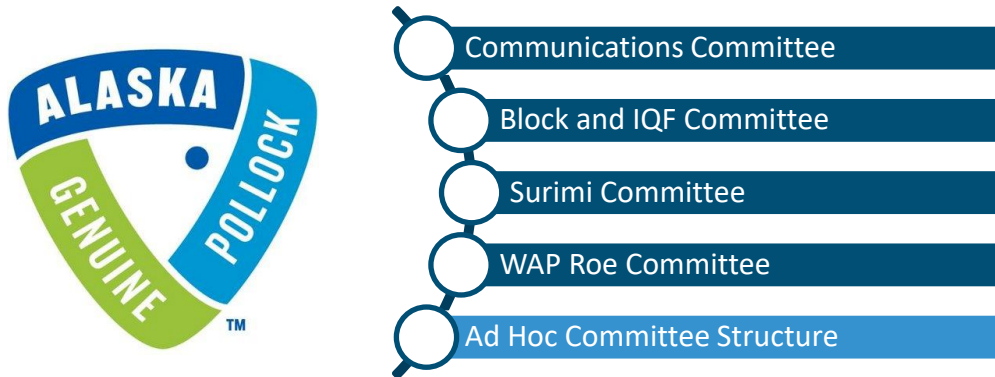 ALASKA
POLLOCK
GENUINE
TM
Communications Committee
Block and IQF Committee
Surimi Committee
WAP Roe Committee
Ad Hoc Committee Structure